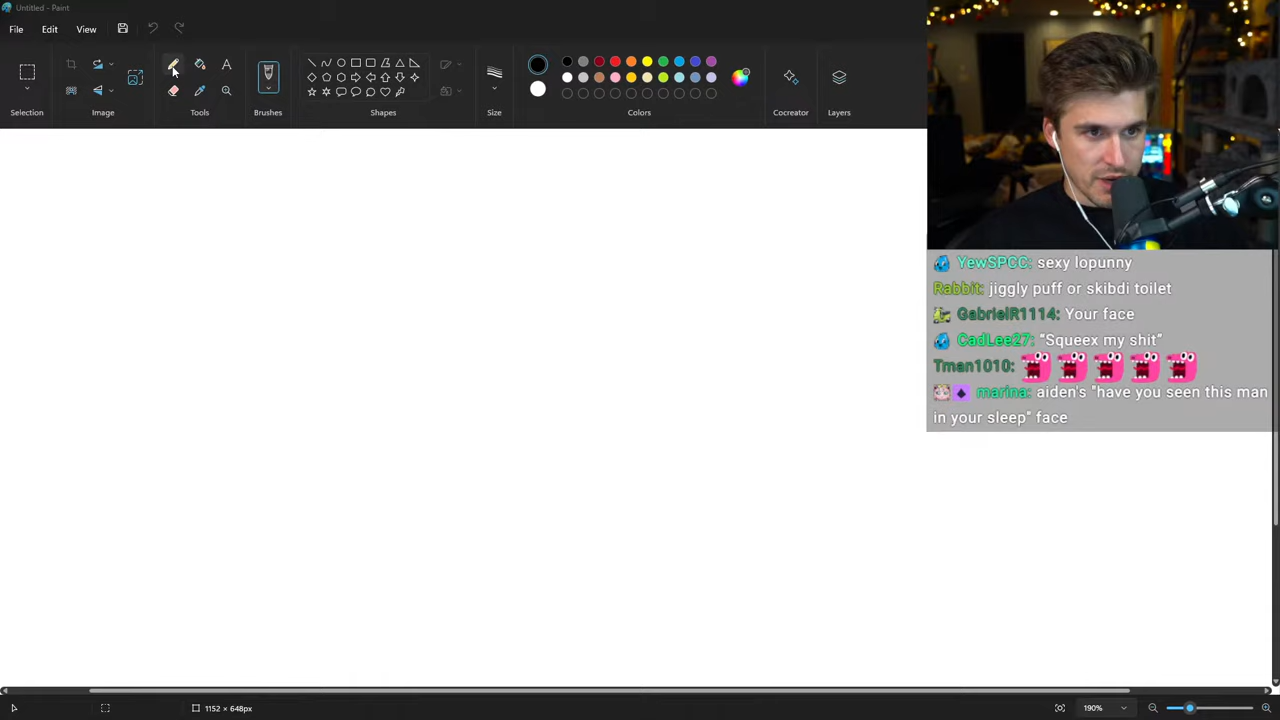 Untitled - Paint
File Edit View
Selection Image Tools Brushes Shapes Size Colors Cocreator Layers
YewSPCC: sexy lopunny
Rabbit: jiggly puff or skibdi toilet
GabrielR1114: Your face
CadLee27: “Squeex my shit”
Tman1010:
marina: aiden's "have you seen this man
in your sleep" face
1152 × 648px 190%